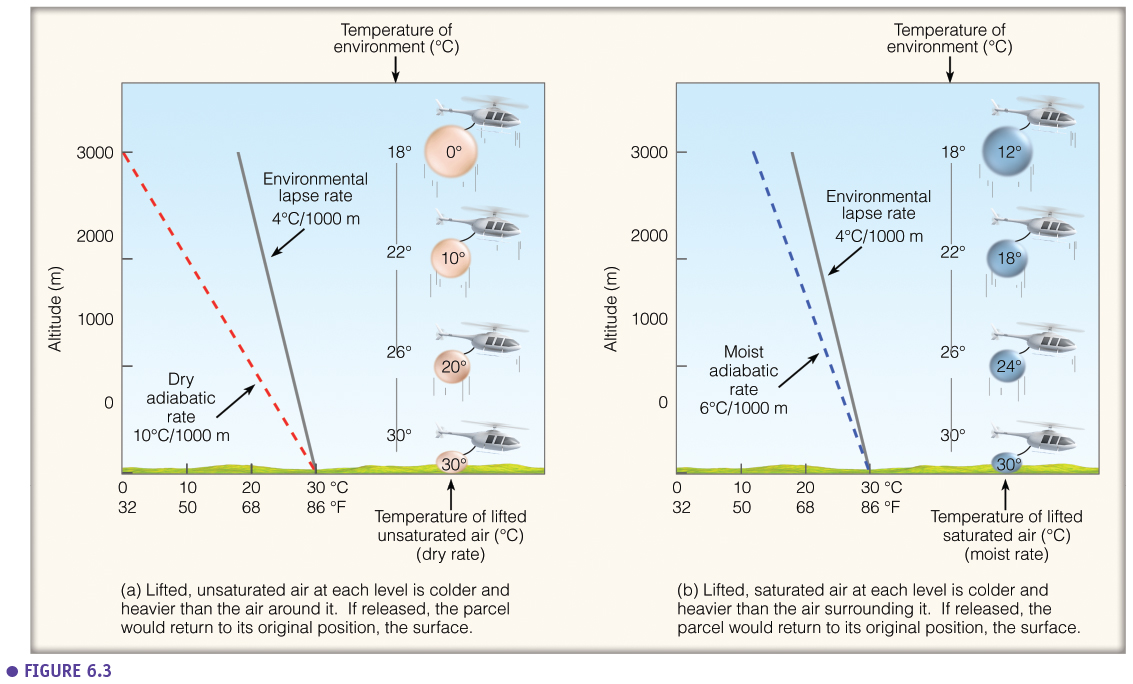 Temperature of
environment (°C)
3000
2000
1000
0
Altitude (m)
Environmental
lapse rate
4°C/1000 m
Dry
adiabatic
rate
10°C/1000 m
18°
22°
26°
30°
0°
10°
20°
30°
0 10 20 30 °C
32 50 68 86 °F
Temperature of lifted
unsaturated air (°C)
(dry rate)
(a) Lifted, unsaturated air at each level is colder and
heavier than the air around it. If released, the parcel
would return to its original position, the surface.
Temperature of
environment (°C)
3000
2000
1000
0
Altitude (m)
Environmental
lapse rate
4°C/1000 m
Moist
adiabatic
rate
6°C/1000 m
18°
22°
26°
30°
12°
18°
24°
30°
0 10 20 30 °C
32 50 68 86 °F
Temperature of lifted
saturated air (°C)
(moist rate)
(b) Lifted, saturated air at each level is colder and
heavier than the air surrounding it. If released, the
parcel would return to its original position, the surface.
● FIGURE 6.3